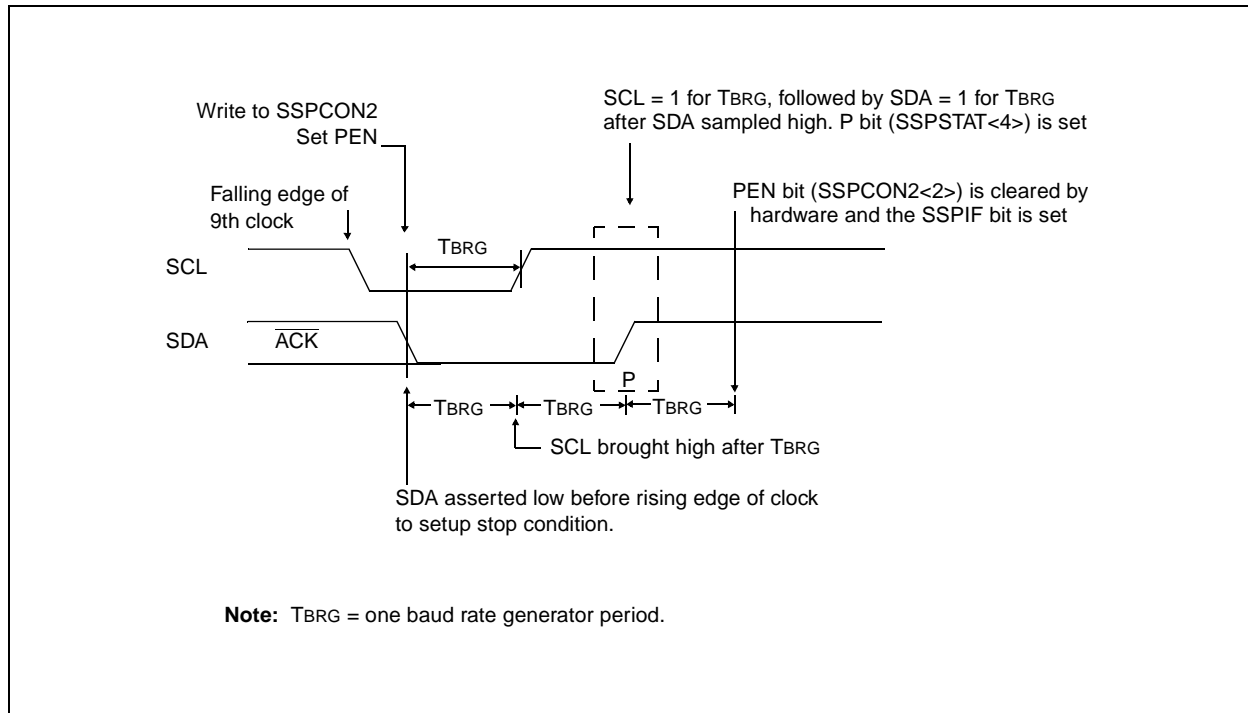 Write to SSPCON2
Set PEN
SCL = 1 for TBRG, followed by SDA = 1 for TBRG
after SDA sampled high. P bit (SSPSTAT<4>) is set
Falling edge of
9th clock
PEN bit (SSPCON2<2>) is cleared by
hardware and the SSPIF bit is set
TBRG
SCL
SDA
ACK
P
TBRG
TBRG
TBRG
SCL brought high after TBRG
SDA asserted low before rising edge of clock
to setup stop condition.
Note: TBRG = one baud rate generator period.